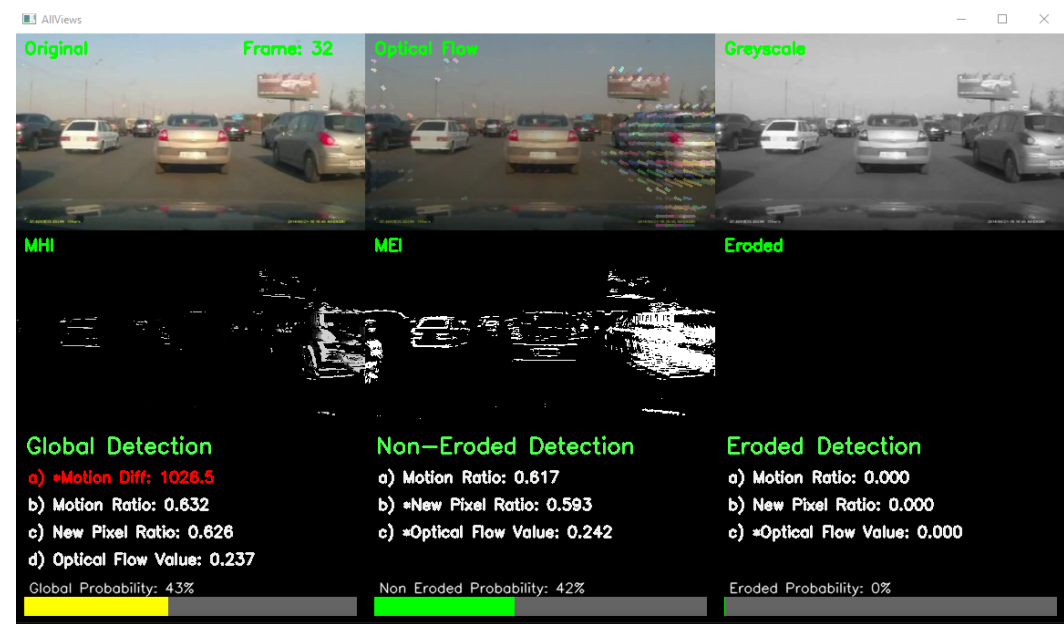 AllViews
Original Frame: 32 Optical Flow Greyscale
MHI MEI Eroded
Global Detection
a) *Motion Diff: 1026.5
b) Motion Ratio: 0.632
c) New Pixel Ratio: 0.626
d) Optical Flow Value: 0.237
Global Probability: 43%
Non-Eroded Detection
a) Motion Ratio: 0.617
b) *New Pixel Ratio: 0.593
c) *Optical Flow Value: 0.242
Non Eroded Probability: 42%
Eroded Detection
a) Motion Ratio: 0.000
b) New Pixel Ratio: 0.000
c) *Optical Flow Value: 0.000
Eroded Probability: 0%